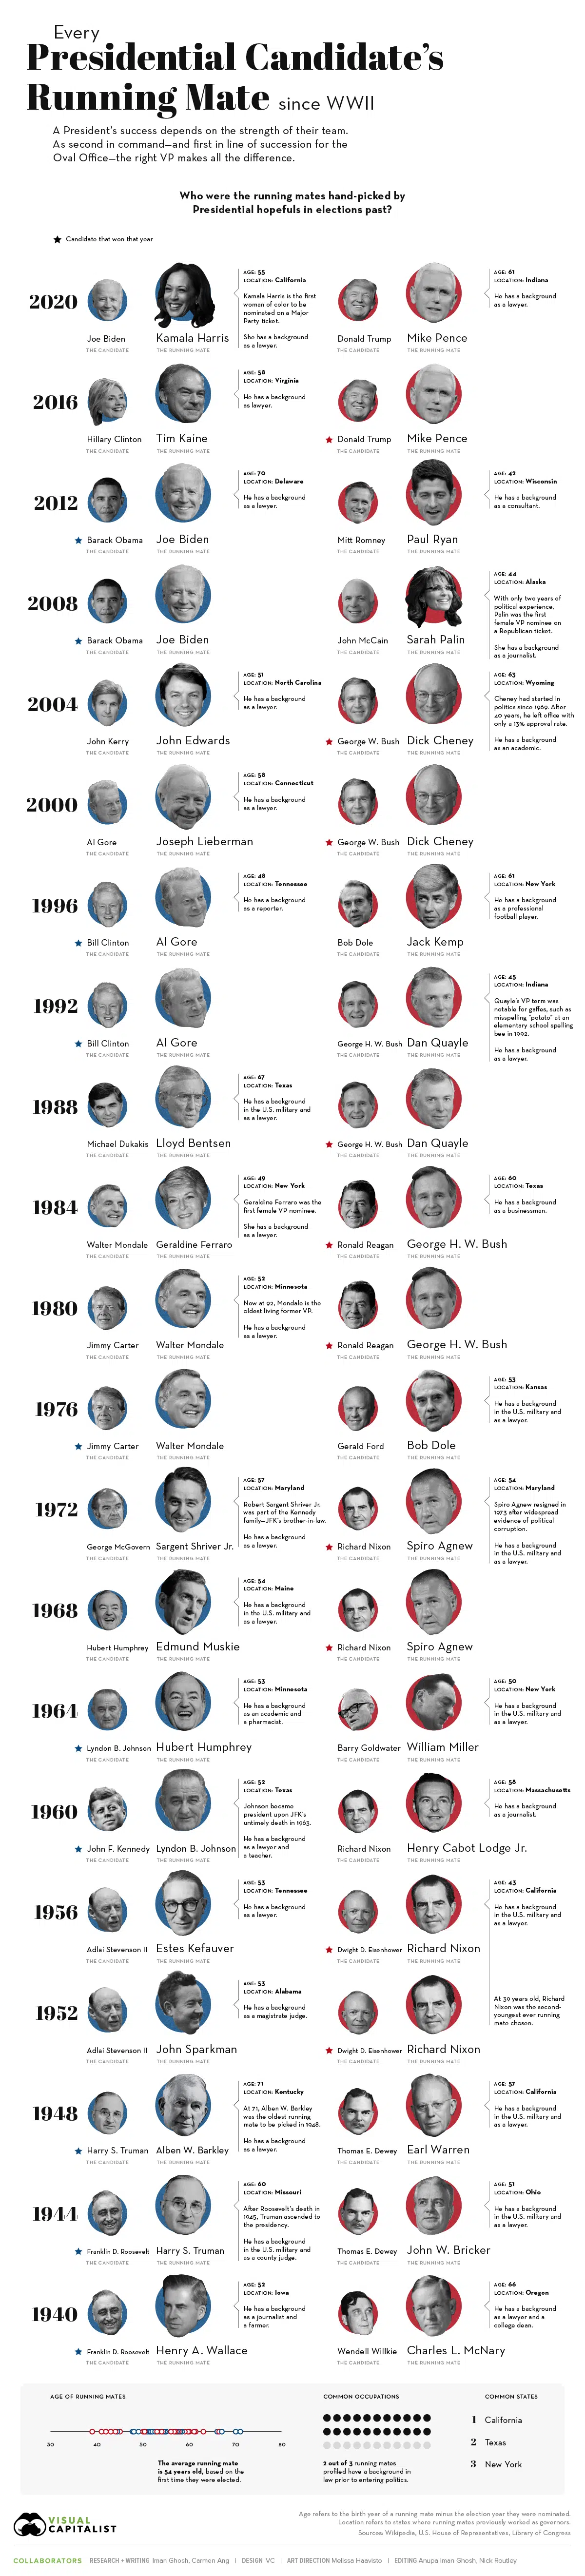 Every
Presidential Candidate's
Running Mate since WWII
A President's success depends on the strength of their team.
As second in command—and first in line of succession for the
Oval Office—the right VP makes all the difference.
Who were the running mates hand-picked by
Presidential hopefuls in elections past?
Candidate that won that year
2020
Joe Biden
THE CANDIDATE
Kamala Harris
THE RUNNING MATE
AGE: 55
LOCATION: California
Kamala Harris is the first
woman of color to be
nominated on a Major
Party ticket.
She has a background
as a lawyer.
Donald Trump
THE CANDIDATE
Mike Pence
THE RUNNING MATE
AGE: 61
LOCATION: Indiana
He has a background
as a lawyer.
2016
Hillary Clinton
THE CANDIDATE
Tim Kaine
THE RUNNING MATE
AGE: 58
LOCATION: Virginia
He has a background
as lawyer.
Donald Trump
THE CANDIDATE
Mike Pence
THE RUNNING MATE
2012
Barack Obama
THE CANDIDATE
Joe Biden
THE RUNNING MATE
AGE: 70
LOCATION: Delaware
He has a background
as a lawyer.
Mitt Romney
THE CANDIDATE
Paul Ryan
THE RUNNING MATE
AGE: 42
LOCATION: Wisconsin
He has a background
as a consultant.
2008
Barack Obama
THE CANDIDATE
Joe Biden
THE RUNNING MATE
John McCain
THE CANDIDATE
Sarah Palin
THE RUNNING MATE
AGE: 44
LOCATION: Alaska
With only two years of
political experience,
Palin was the first
female VP nominee on
a Republican ticket.
She has a background
as a journalist.
2004
John Kerry
THE CANDIDATE
John Edwards
THE RUNNING MATE
AGE: 51
LOCATION: North Carolina
He has a background
as a lawyer.
George W. Bush
THE CANDIDATE
Dick Cheney
THE RUNNING MATE
AGE: 63
LOCATION: Wyoming
Cheney had started in
politics since 1969. After
40 years, he left office with
only a 13% approval rate.
He has a background
as an academic.
2000
Al Gore
THE CANDIDATE
Joseph Lieberman
THE RUNNING MATE
AGE: 58
LOCATION: Connecticut
He has a background
as a lawyer.
George W. Bush
THE CANDIDATE
Dick Cheney
THE RUNNING MATE
1996
Bill Clinton
THE CANDIDATE
Al Gore
THE RUNNING MATE
AGE: 48
LOCATION: Tennessee
He has a background
as a reporter.
Bob Dole
THE CANDIDATE
Jack Kemp
THE RUNNING MATE
AGE: 61
LOCATION: New York
He has a background
as a professional
football player.
1992
Bill Clinton
THE CANDIDATE
Al Gore
THE RUNNING MATE
George H. W. Bush
THE CANDIDATE
Dan Quayle
THE RUNNING MATE
AGE: 45
LOCATION: Indiana
Quayle's VP term was
notable for gaffes, such as
misspelling "potato" at an
elementary school spelling
bee in 1992.
He has a background
as a lawyer.
1988
Michael Dukakis
THE CANDIDATE
Lloyd Bentsen
THE RUNNING MATE
AGE: 67
LOCATION: Texas
He has a background
in the U.S. military and
as a lawyer.
George H. W. Bush
THE CANDIDATE
Dan Quayle
THE RUNNING MATE
1984
Walter Mondale
THE CANDIDATE
Geraldine Ferraro
THE RUNNING MATE
AGE: 49
LOCATION: New York
Geraldine Ferraro was the
first female VP nominee.
She has a background
as a lawyer.
Ronald Reagan
THE CANDIDATE
George H. W. Bush
THE RUNNING MATE
AGE: 60
LOCATION: Texas
He has a background
as a businessman.
1980
Jimmy Carter
THE CANDIDATE
Walter Mondale
THE RUNNING MATE
AGE: 52
LOCATION: Minnesota
Now at 92, Mondale is the
oldest living former VP.
He has a background
as a lawyer.
Ronald Reagan
THE CANDIDATE
George H. W. Bush
THE RUNNING MATE
1976
Jimmy Carter
THE CANDIDATE
Walter Mondale
THE RUNNING MATE
Gerald Ford
THE CANDIDATE
Bob Dole
THE RUNNING MATE
AGE: 53
LOCATION: Kansas
He has a background
in the U.S. military and
as a lawyer.
1972
George McGovern
THE CANDIDATE
Sargent Shriver Jr.
THE RUNNING MATE
AGE: 57
LOCATION: Maryland
Robert Sargent Shriver Jr.
was part of the Kennedy
family—JFK's brother-in-law.
He has a background
as a lawyer.
Richard Nixon
THE CANDIDATE
Spiro Agnew
THE RUNNING MATE
AGE: 54
LOCATION: Maryland
Spiro Agnew resigned in
1973 after widespread
evidence of political
corruption.
He has a background
in the U.S. military and
as a lawyer.
1968
Hubert Humphrey
THE CANDIDATE
Edmund Muskie
THE RUNNING MATE
AGE: 54
LOCATION: Maine
He has a background
in the U.S. military and
as a lawyer.
Richard Nixon
THE CANDIDATE
Spiro Agnew
THE RUNNING MATE
1964
Lyndon B. Johnson
THE CANDIDATE
Hubert Humphrey
THE RUNNING MATE
AGE: 53
LOCATION: Minnesota
He has a background
as an academic and
a pharmacist.
Barry Goldwater
THE CANDIDATE
William Miller
THE RUNNING MATE
AGE: 50
LOCATION: New York
He has a background
in the U.S. military and
as a lawyer.
1960
John F. Kennedy
THE CANDIDATE
Lyndon B. Johnson
THE RUNNING MATE
AGE: 52
LOCATION: Texas
Johnson became
president upon JFK's
untimely death in 1963.
He has a background
as a lawyer and
a teacher.
Richard Nixon
THE CANDIDATE
Henry Cabot Lodge Jr.
THE RUNNING MATE
AGE: 58
LOCATION: Massachusetts
He has a background
as a journalist.
1956
Adlai Stevenson II
THE CANDIDATE
Estes Kefauver
THE RUNNING MATE
AGE: 53
LOCATION: Tennessee
He has a background
as a lawyer.
Dwight D. Eisenhower
THE CANDIDATE
Richard Nixon
THE RUNNING MATE
AGE: 43
LOCATION: California
He has a background
in the U.S. military and
as a lawyer.
1952
Adlai Stevenson II
THE CANDIDATE
John Sparkman
THE RUNNING MATE
AGE: 53
LOCATION: Alabama
He has a background
as a magistrate judge.
Dwight D. Eisenhower
THE CANDIDATE
Richard Nixon
THE RUNNING MATE
At 39 years old, Richard
Nixon was the second-
youngest ever running
mate chosen.
1948
Harry S. Truman
THE CANDIDATE
Alben W. Barkley
THE RUNNING MATE
AGE: 71
LOCATION: Kentucky
At 71, Alben W. Barkley
was the oldest running
mate to be picked in 1948.
He has a background
as a lawyer.
Thomas E. Dewey
THE CANDIDATE
Earl Warren
THE RUNNING MATE
AGE: 57
LOCATION: California
He has a background
in the U.S. military and
as a lawyer.
1944
Franklin D. Roosevelt
THE CANDIDATE
Harry S. Truman
THE RUNNING MATE
AGE: 60
LOCATION: Missouri
After Roosevelt's death in
1945, Truman ascended to
the presidency.
He has a background
in the U.S. military and
as a county judge.
Thomas E. Dewey
THE CANDIDATE
John W. Bricker
THE RUNNING MATE
AGE: 51
LOCATION: Ohio
He has a background
in the U.S. military and
as a lawyer.
1940
Franklin D. Roosevelt
THE CANDIDATE
Henry A. Wallace
THE RUNNING MATE
AGE: 52
LOCATION: Iowa
He has a background
as a journalist and
a farmer.
Wendell Willkie
THE CANDIDATE
Charles L. McNary
THE RUNNING MATE
AGE: 66
LOCATION: Oregon
He has a background
as a lawyer and a
college dean.
AGE OF RUNNING MATES
30 40 50 60 70 80
The average running mate
is 54 years old, based on the
first time they were elected.
COMMON OCCUPATIONS
2 out of 3 running mates
profiled have a background in
law prior to entering politics.
COMMON STATES
1 California
2 Texas
3 New York
VISUAL
CAPITALIST
Age refers to the birth year of a running mate minus the election year they were nominated.
Location refers to states where running mates previously worked as governors.
Sources: Wikipedia, U.S. House of Representatives, Library of Congress
COLLABORATORS RESEARCH + WRITING Iman Ghosh, Carmen Ang | DESIGN VC | ART DIRECTION Melissa Haavisto | EDITING Anupa Iman Ghosh, Nick Routley